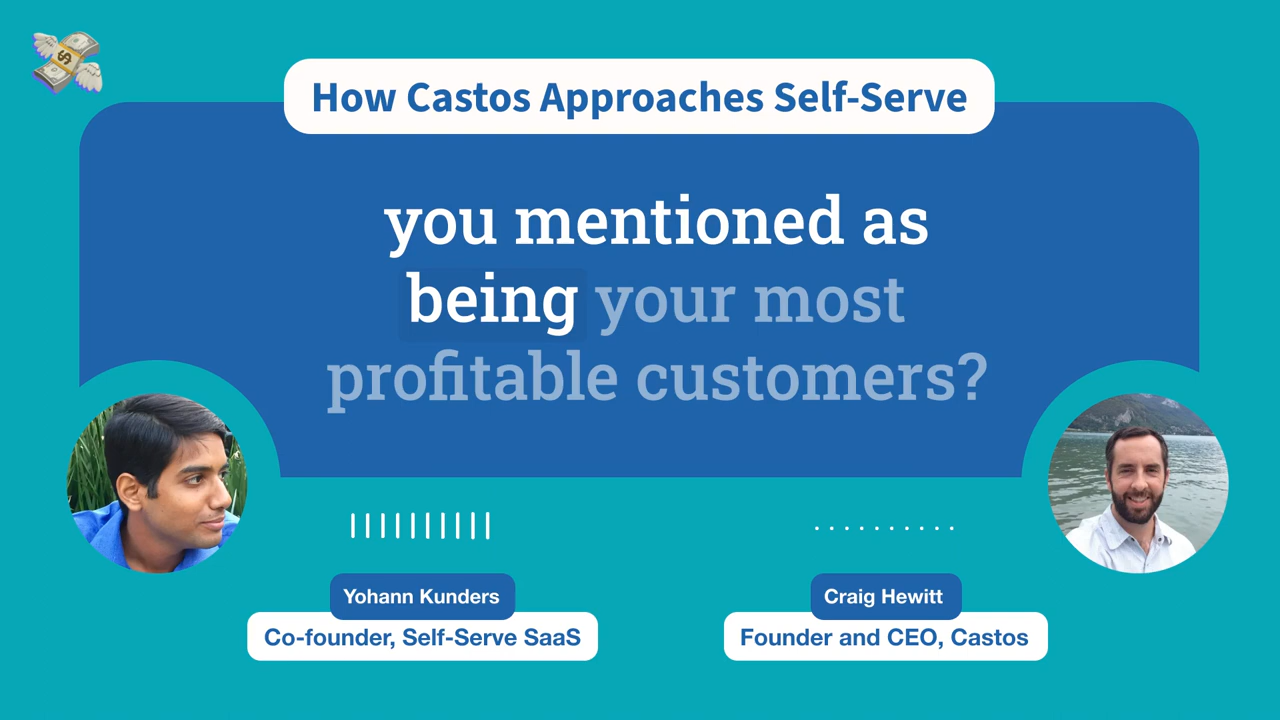 How Castos Approaches Self-Serve
you mentioned as
being your most
profitable customers?
Yohann Kunders
Co-founder, Self-Serve SaaS
Craig Hewitt
Founder and CEO, Castos